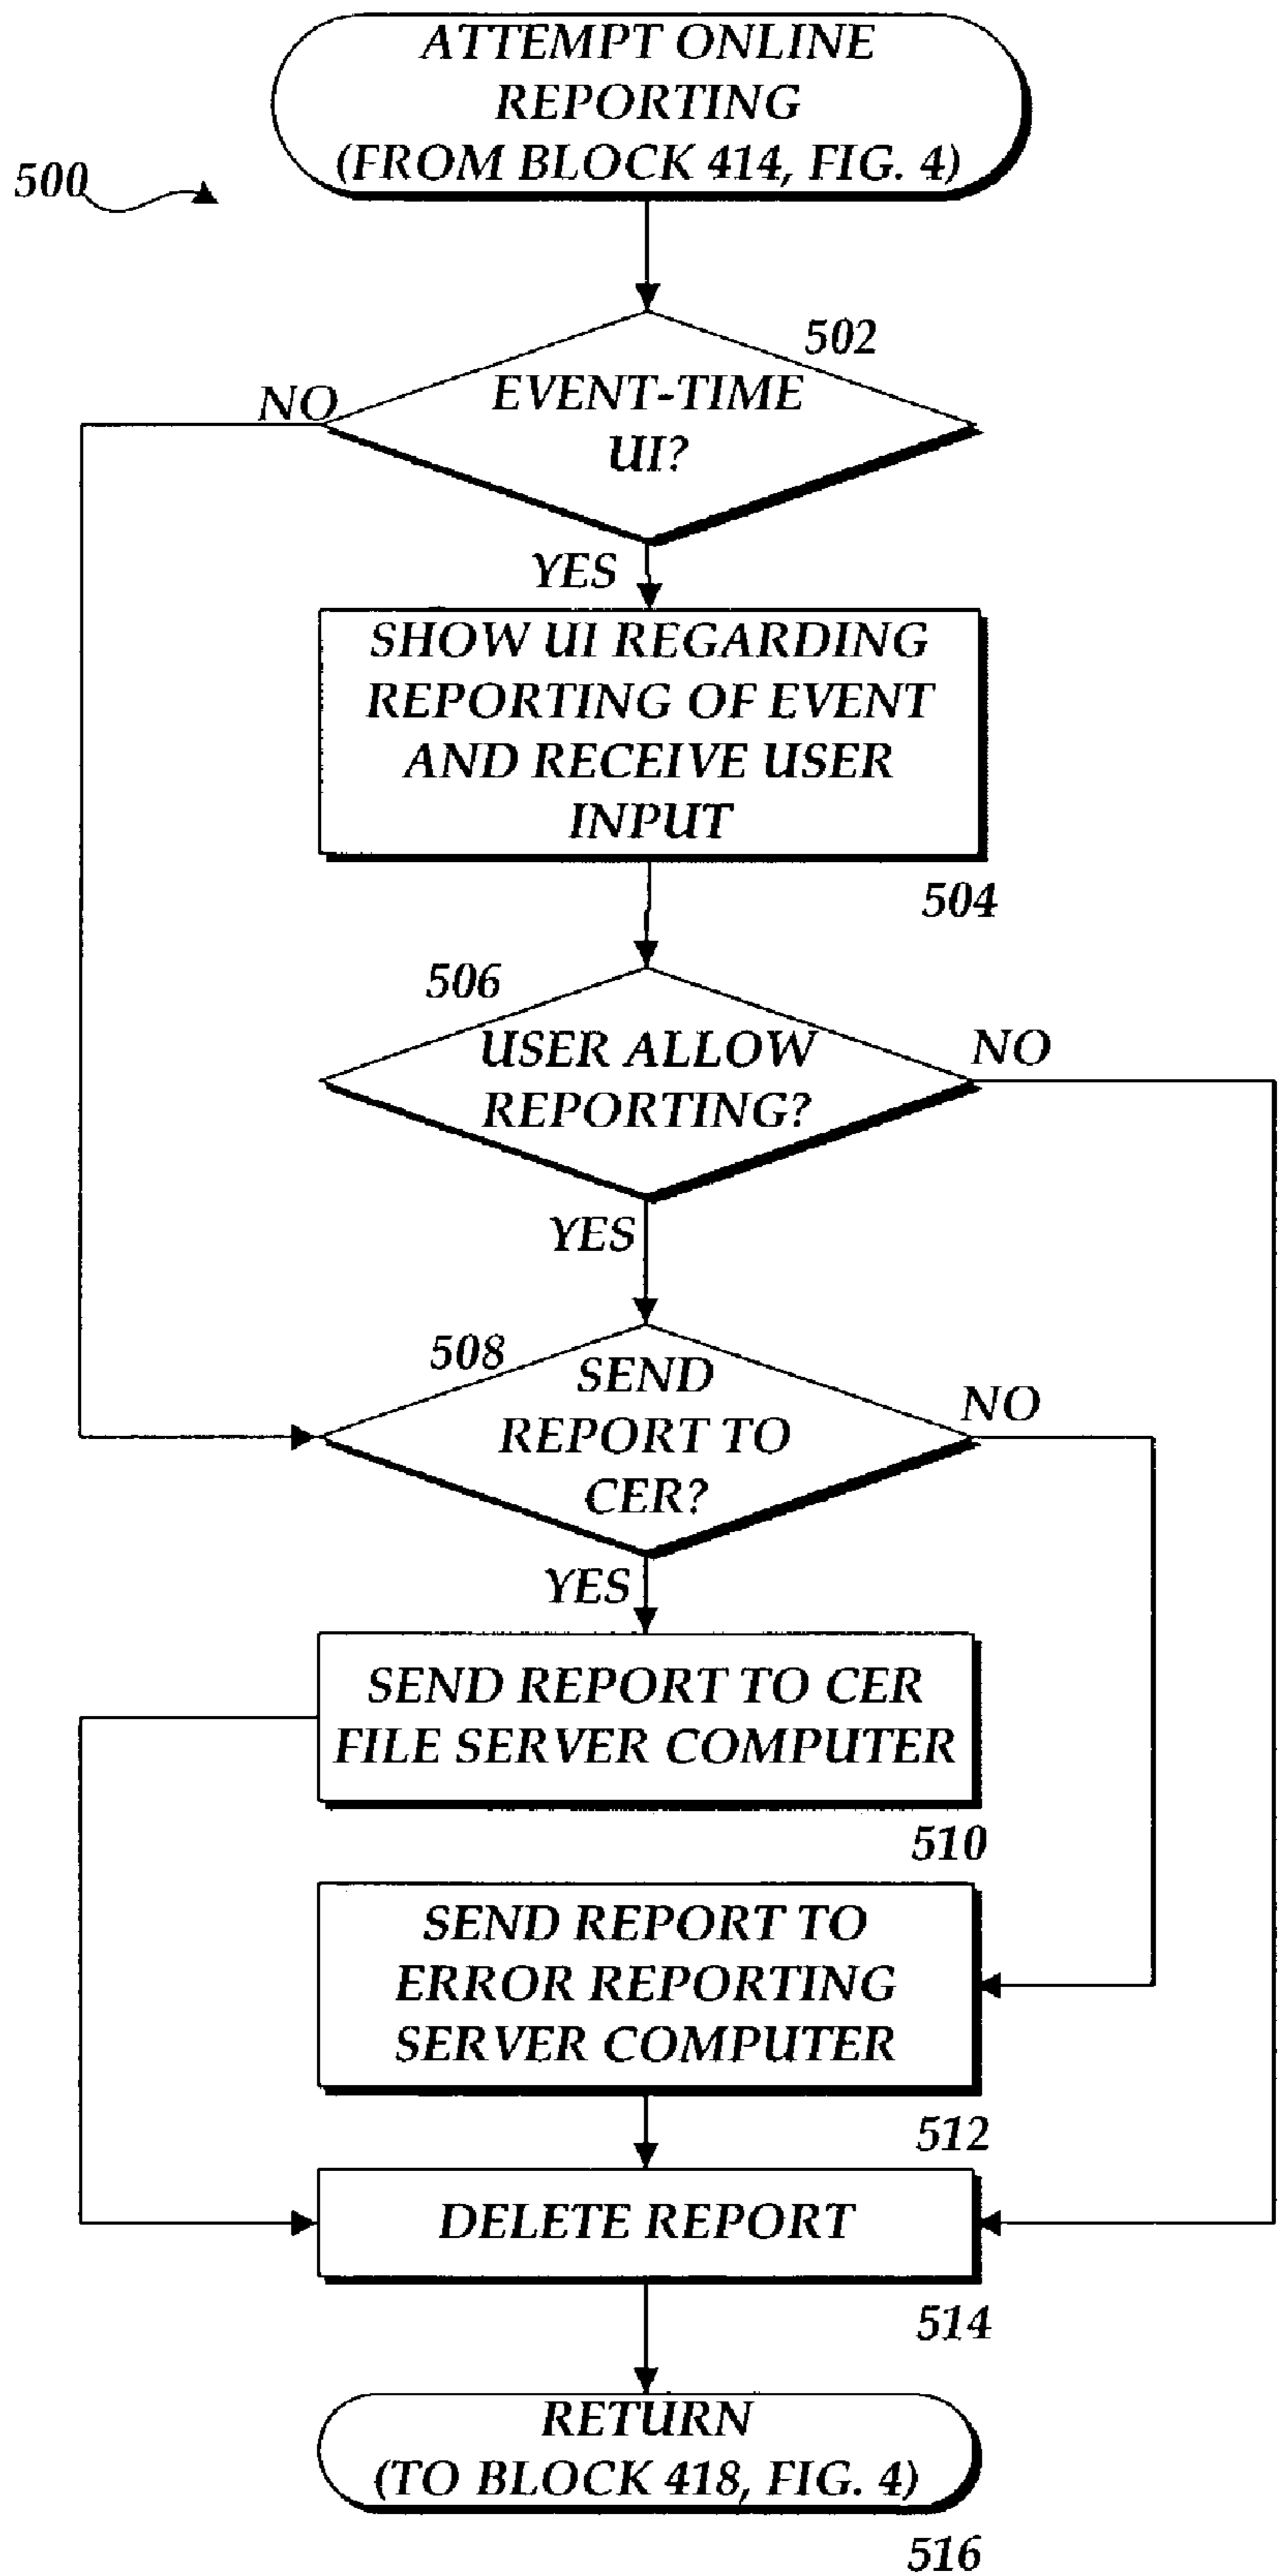 ATTEMPT ONLINE
REPORTING
(FROM BLOCK 414, FIG. 4)
500
502
EVENT-TIME
UI?
NO
YES
SHOW UI REGARDING
REPORTING OF EVENT
AND RECEIVE USER
INPUT
504
506
USER ALLOW
REPORTING?
NO
YES
508
SEND
REPORT TO
CER?
NO
YES
SEND REPORT TO CER
FILE SERVER COMPUTER
510
SEND REPORT TO
ERROR REPORTING
SERVER COMPUTER
512
DELETE REPORT
514
RETURN
(TO BLOCK 418, FIG. 4)
516